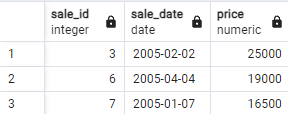 sale_id sale_date price
integer date numeric
1 3 2005-02-02 25000
2 6 2005-04-04 19000
3 7 2005-01-07 16500